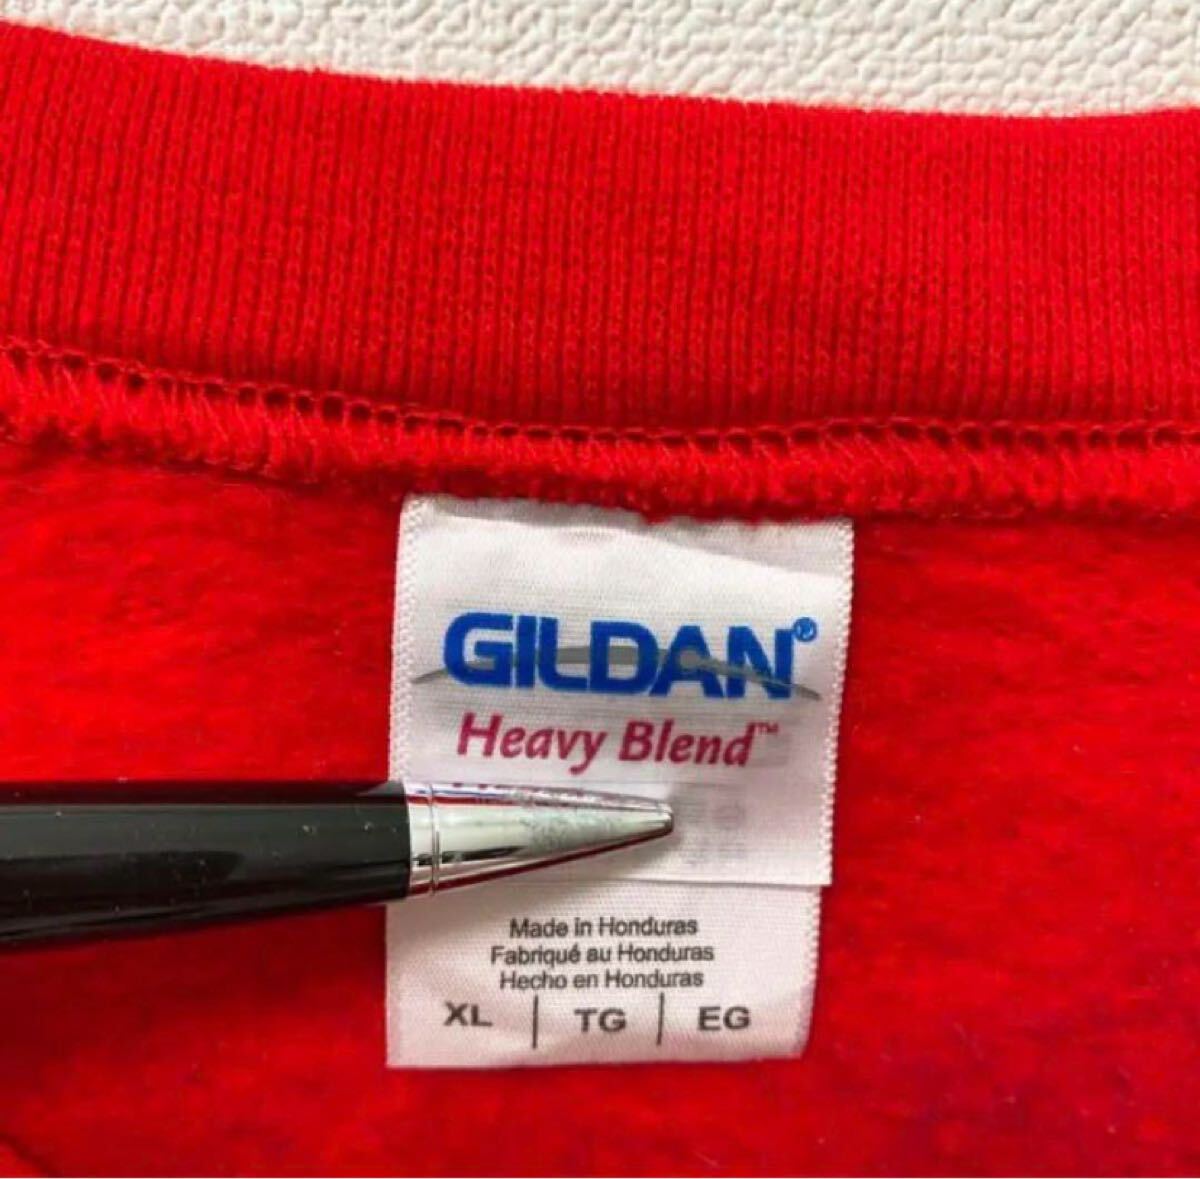 GILDAN®
Heavy Blend™
Made in Honduras
Fabriqué au Honduras
Hecho en Honduras
XL | TG | EG